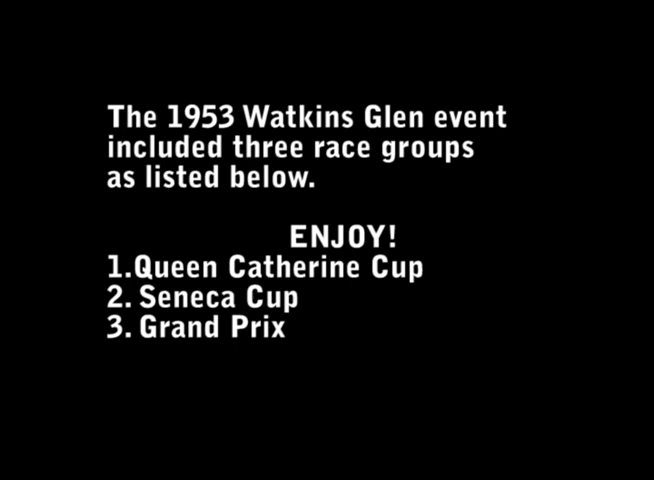 The 1953 Watkins Glen event
included three race groups
as listed below.
ENJOY!
1.Queen Catherine Cup
2. Seneca Cup
3. Grand Prix